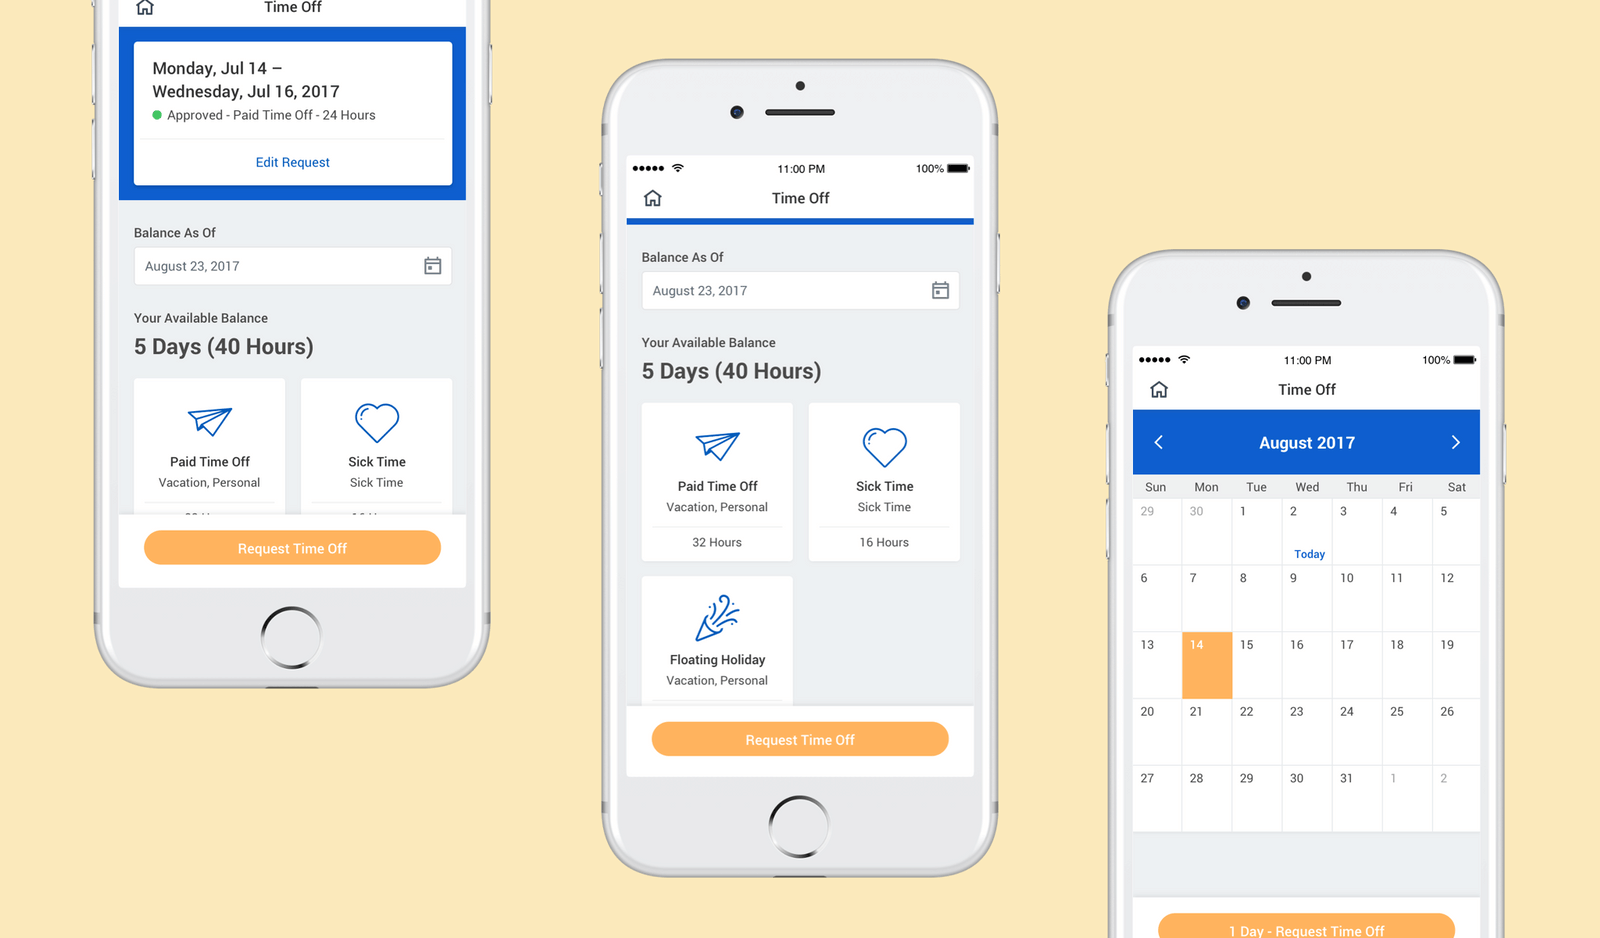 Time Off
Monday, Jul 14 –
Wednesday, Jul 16, 2017
Approved - Paid Time Off - 24 Hours
Edit Request
Balance As Of
August 23, 2017
Your Available Balance
5 Days (40 Hours)
Paid Time Off
Vacation, Personal
Sick Time
Sick Time
Request Time Off
11:00 PM
100%
Time Off
Balance As Of
August 23, 2017
Your Available Balance
5 Days (40 Hours)
Paid Time Off
Vacation, Personal
32 Hours
Sick Time
Sick Time
16 Hours
Floating Holiday
Vacation, Personal
Request Time Off
11:00 PM
100%
Time Off
August 2017
Sun Mon Tue Wed Thu Fri Sat
29 30 1 2 3 4 5
Today
6 7 8 9 10 11 12
13 14 15 16 17 18 19
20 21 22 23 24 25 26
27 28 29 30 31 1 2
1 Day - Request Time Off